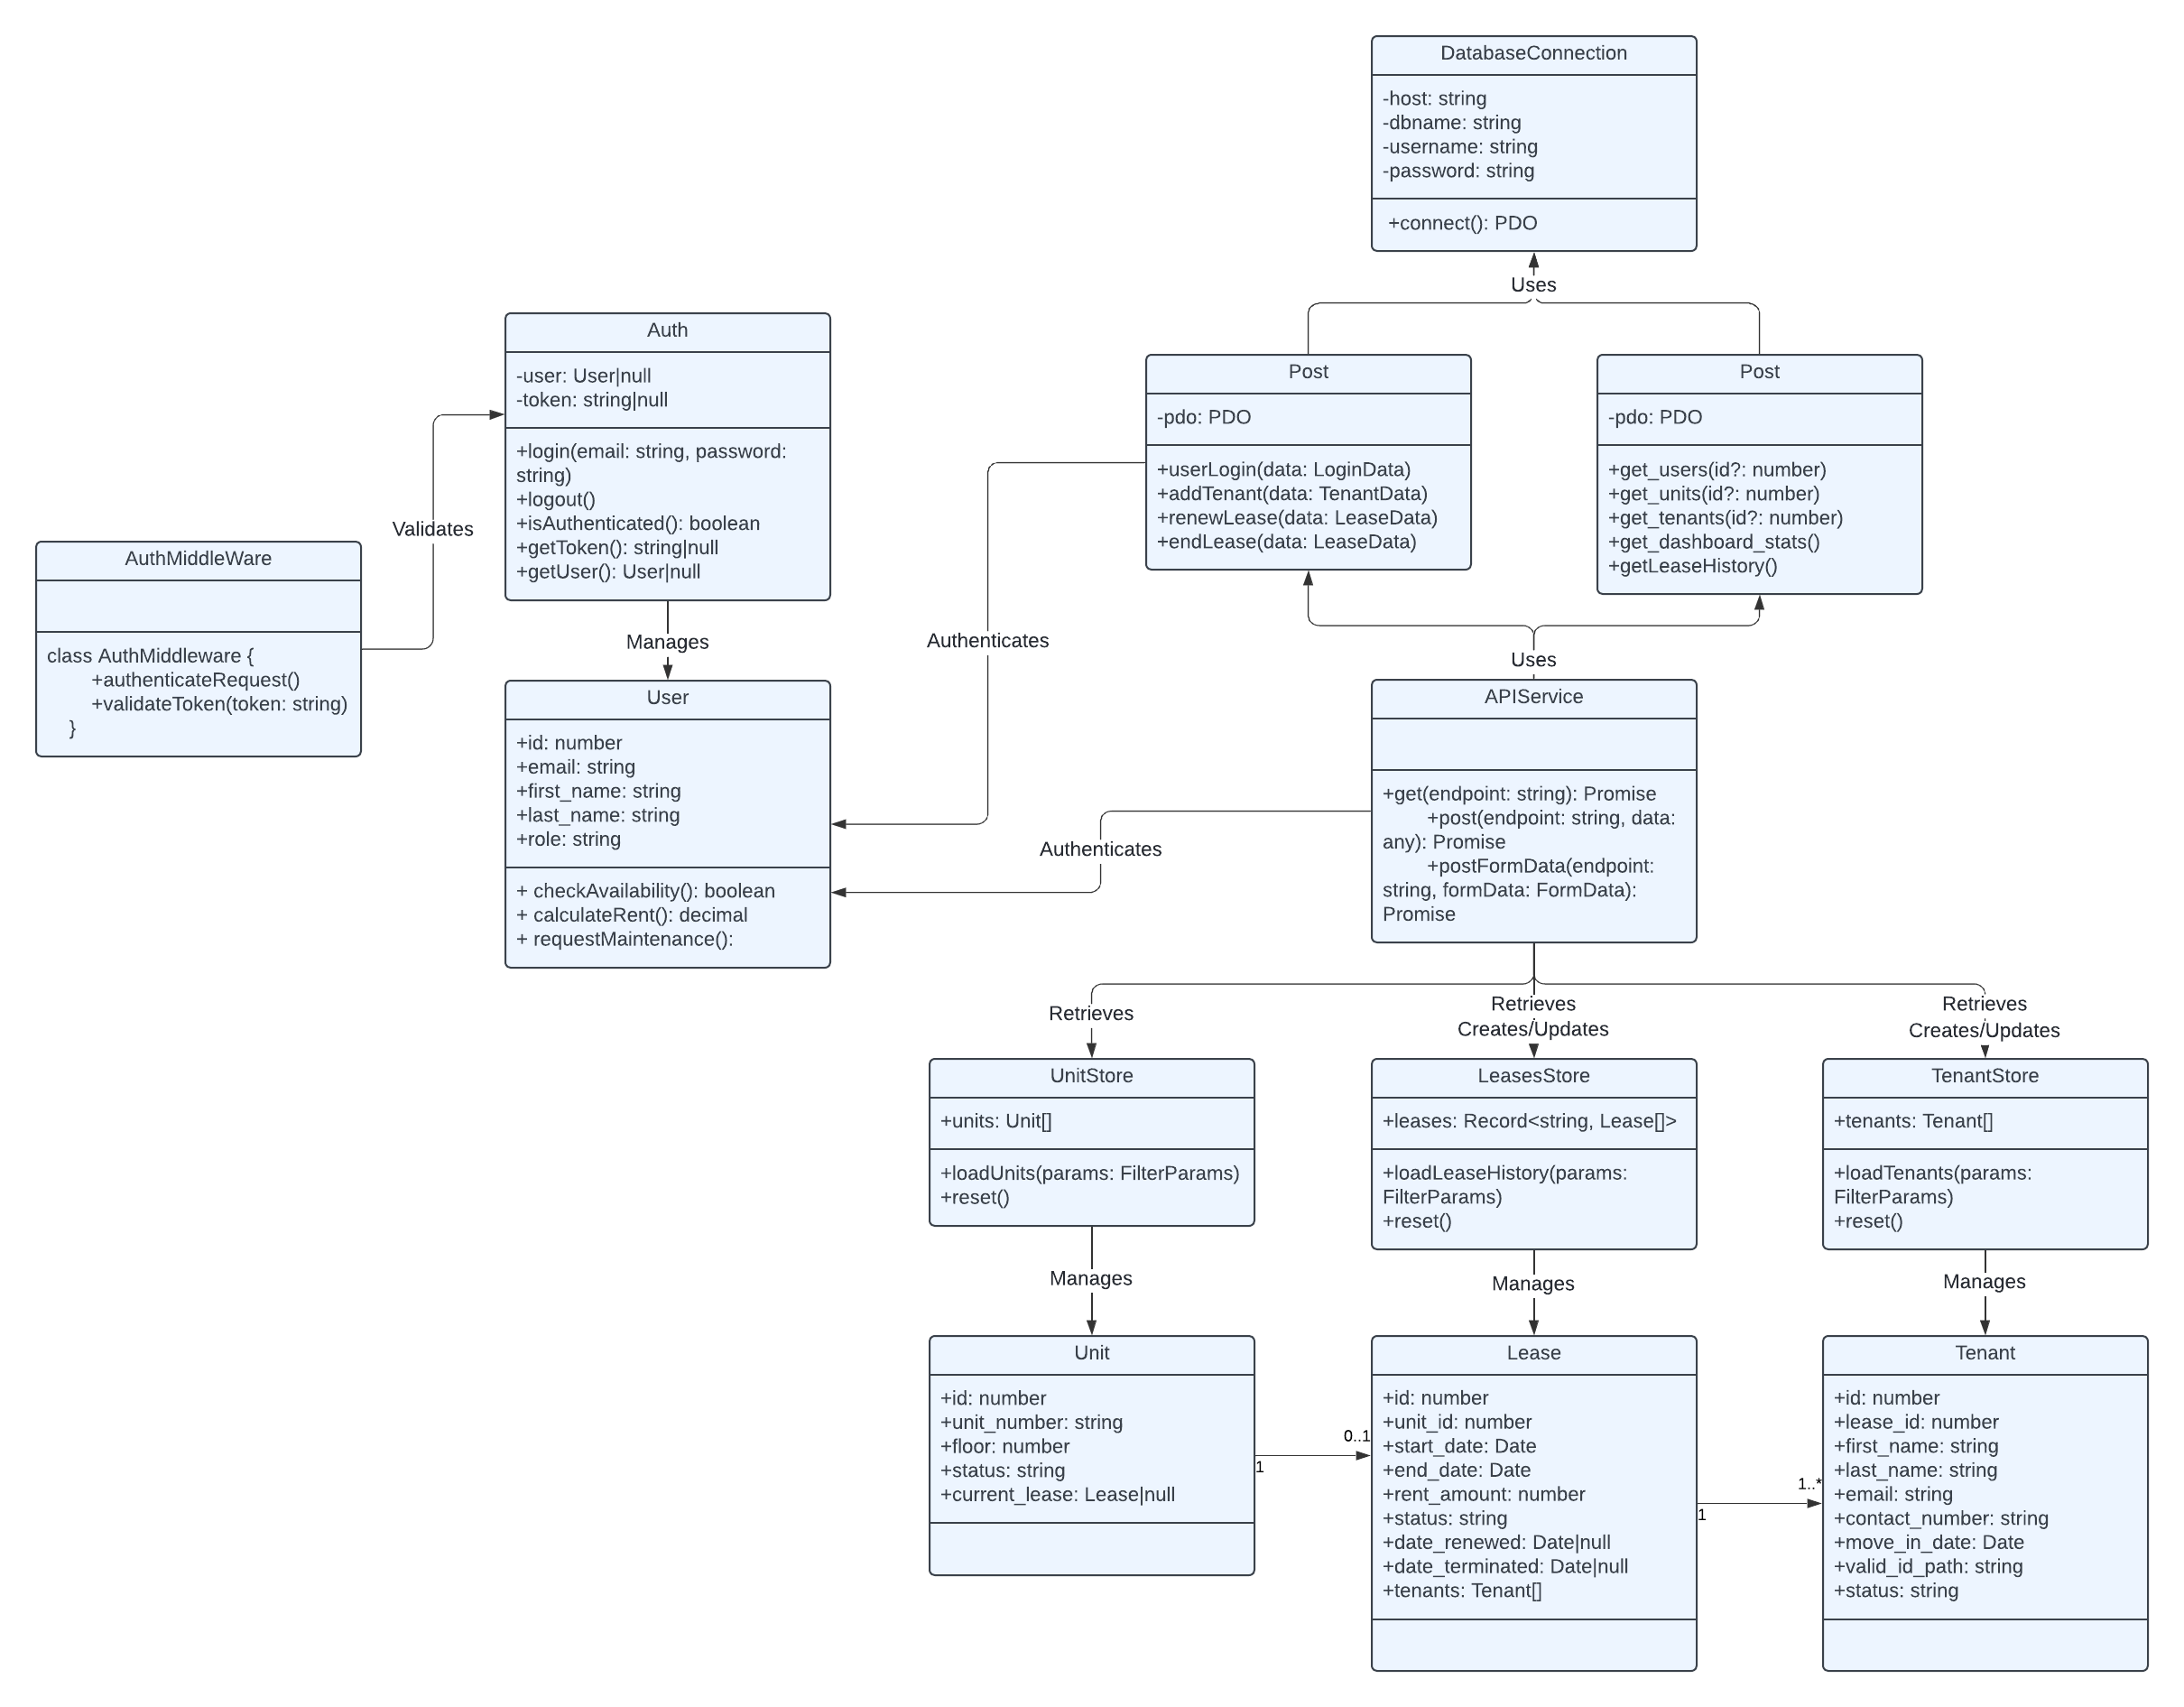 DatabaseConnection
-host: string
-dbname: string
-username: string
-password: string
+connect(): PDO
Uses
Auth
-user: User|null
-token: string|null
+login(email: string, password:
string)
+logout()
+isAuthenticated(): boolean
+getToken(): string|null
+getUser(): User|null
Post
-pdo: PDO
+userLogin(data: LoginData)
+addTenant(data: TenantData)
+renewLease(data: LeaseData)
+endLease(data: LeaseData)
Post
-pdo: PDO
+get_users(id?: number)
+get_units(id?: number)
+get_tenants(id?: number)
+get_dashboard_stats()
+getLeaseHistory()
Validates
AuthMiddleWare
class AuthMiddleware {
+authenticateRequest()
+validateToken(token: string)
}
Manages
Authenticates
Uses
User
+id: number
+email: string
+first_name: string
+last_name: string
+role: string
+ checkAvailability(): boolean
+ calculateRent(): decimal
+ requestMaintenance():
Authenticates
APIService
+get(endpoint: string): Promise
+post(endpoint: string, data:
any): Promise
+postFormData(endpoint:
string, formData: FormData):
Promise
Retrieves
Retrieves
Creates/Updates
Retrieves
Creates/Updates
UnitStore
+units: Unit[]
+loadUnits(params: FilterParams)
+reset()
LeasesStore
+leases: Record<string, Lease[]>
+loadLeaseHistory(params:
FilterParams)
+reset()
TenantStore
+tenants: Tenant[]
+loadTenants(params:
FilterParams)
+reset()
Manages
Manages
Manages
Unit
+id: number
+unit_number: string
+floor: number
+status: string
+current_lease: Lease|null
0..1
1
Lease
+id: number
+unit_id: number
+start_date: Date
+end_date: Date
+rent_amount: number
+status: string
+date_renewed: Date|null
+date_terminated: Date|null
+tenants: Tenant[]
1..*
1
Tenant
+id: number
+lease_id: number
+first_name: string
+last_name: string
+email: string
+contact_number: string
+move_in_date: Date
+valid_id_path: string
+status: string